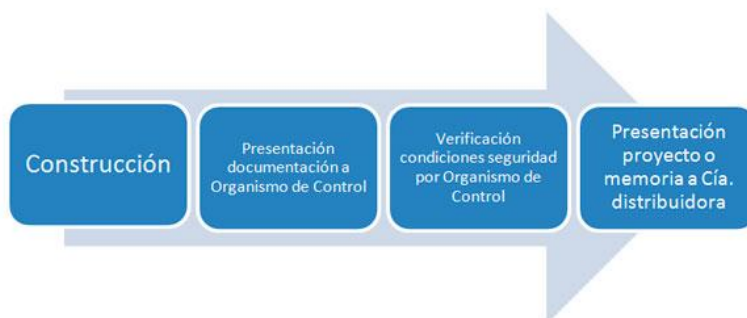 Construcción
Presentación
documentación a
Organismo de Control
Verificación
condiciones seguridad
por Organismo de
Control
Presentación
proyecto o
memoria a Cía.
distribuidora